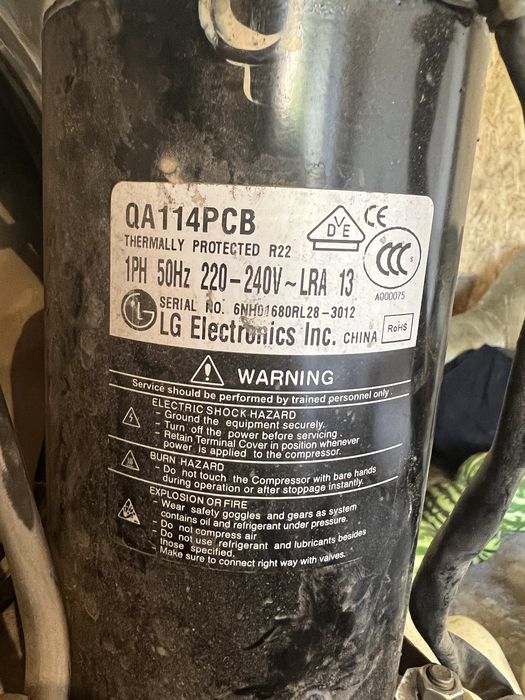 QA114PCB
THERMALLY PROTECTED R22
1PH 50Hz 220-240V~LRA 13
SERIAL NO. 6NH01680RL28-3012
LG Electronics Inc. CHINA
DVE
CE
CCC S
A000075
RoHS
WARNING
Service should be performed by trained personnel only.
ELECTRIC SHOCK HAZARD
- Ground the equipment securely.
- Turn off the power before servicing.
- Retain Terminal Cover in position whenever
power is applied to the compressor.
BURN HAZARD
- Do not touch the Compressor with bare hands
during operation or after stoppage instantly.
EXPLOSION OR FIRE
- Wear safety goggles and gears as system
contains oil and refrigerant under pressure.
- Do not compress air
- Do not use refrigerant and lubricants besides
those specified.
- Make sure to connect right way with valves.